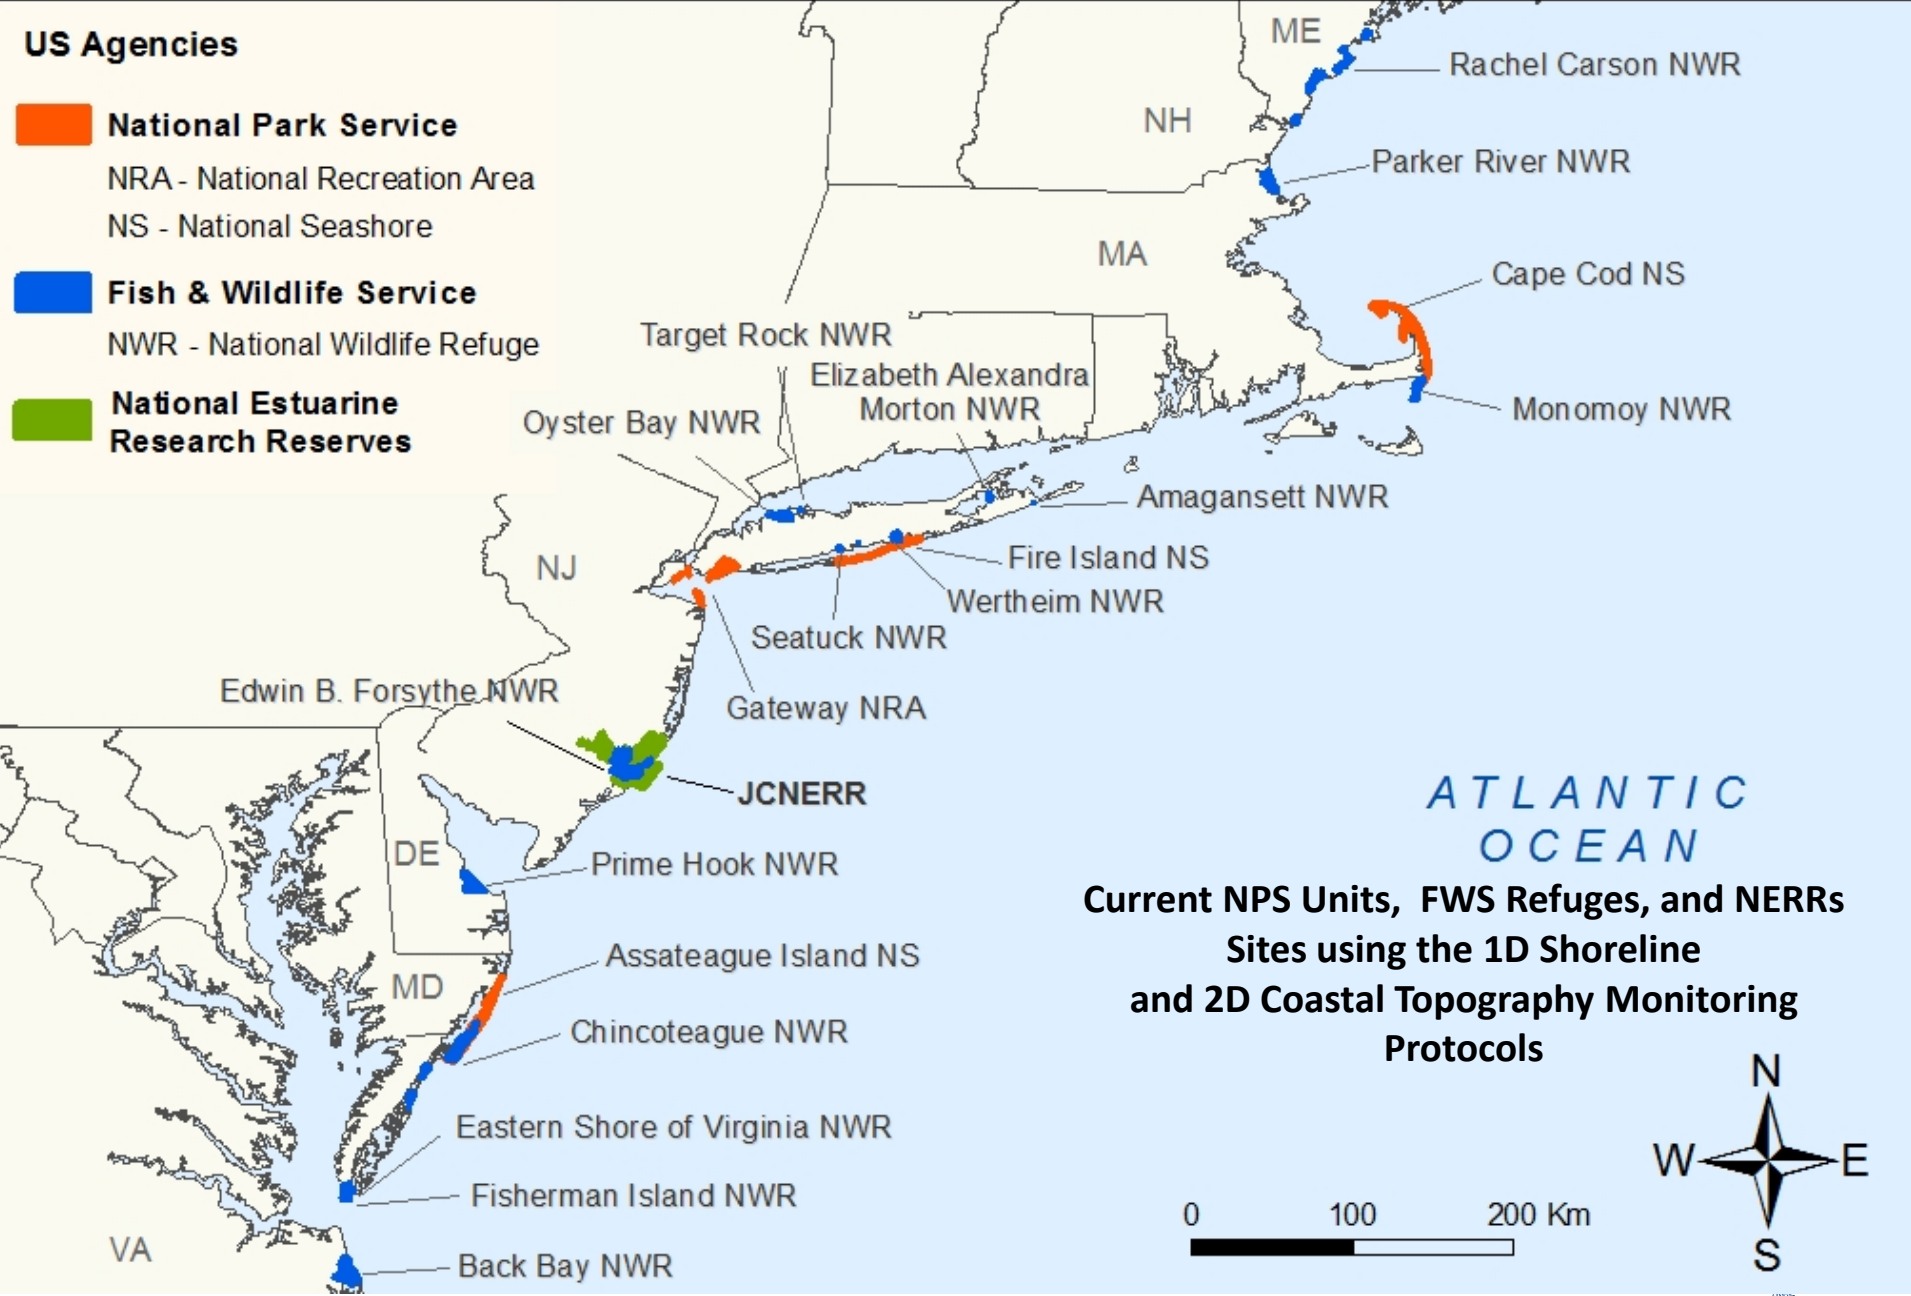 US Agencies
National Park Service
NRA - National Recreation Area
NS - National Seashore
Fish & Wildlife Service
NWR - National Wildlife Refuge
National Estuarine
Research Reserves
ME
Rachel Carson NWR
NH
Parker River NWR
MA
Cape Cod NS
Target Rock NWR
Elizabeth Alexandra
Morton NWR
Oyster Bay NWR
Monomoy NWR
Amagansett NWR
NJ
Fire Island NS
Wertheim NWR
Seatuck NWR
Edwin B. Forsythe NWR
Gateway NRA
JCNERR
DE
Prime Hook NWR
ATLANTIC
OCEAN
Current NPS Units, FWS Refuges, and NERRs
Sites using the 1D Shoreline
and 2D Coastal Topography Monitoring
Protocols
Assateague Island NS
MD
Chincoteague NWR
Eastern Shore of Virginia NWR
Fisherman Island NWR
VA
Back Bay NWR
N
W E
S
0 100 200 Km